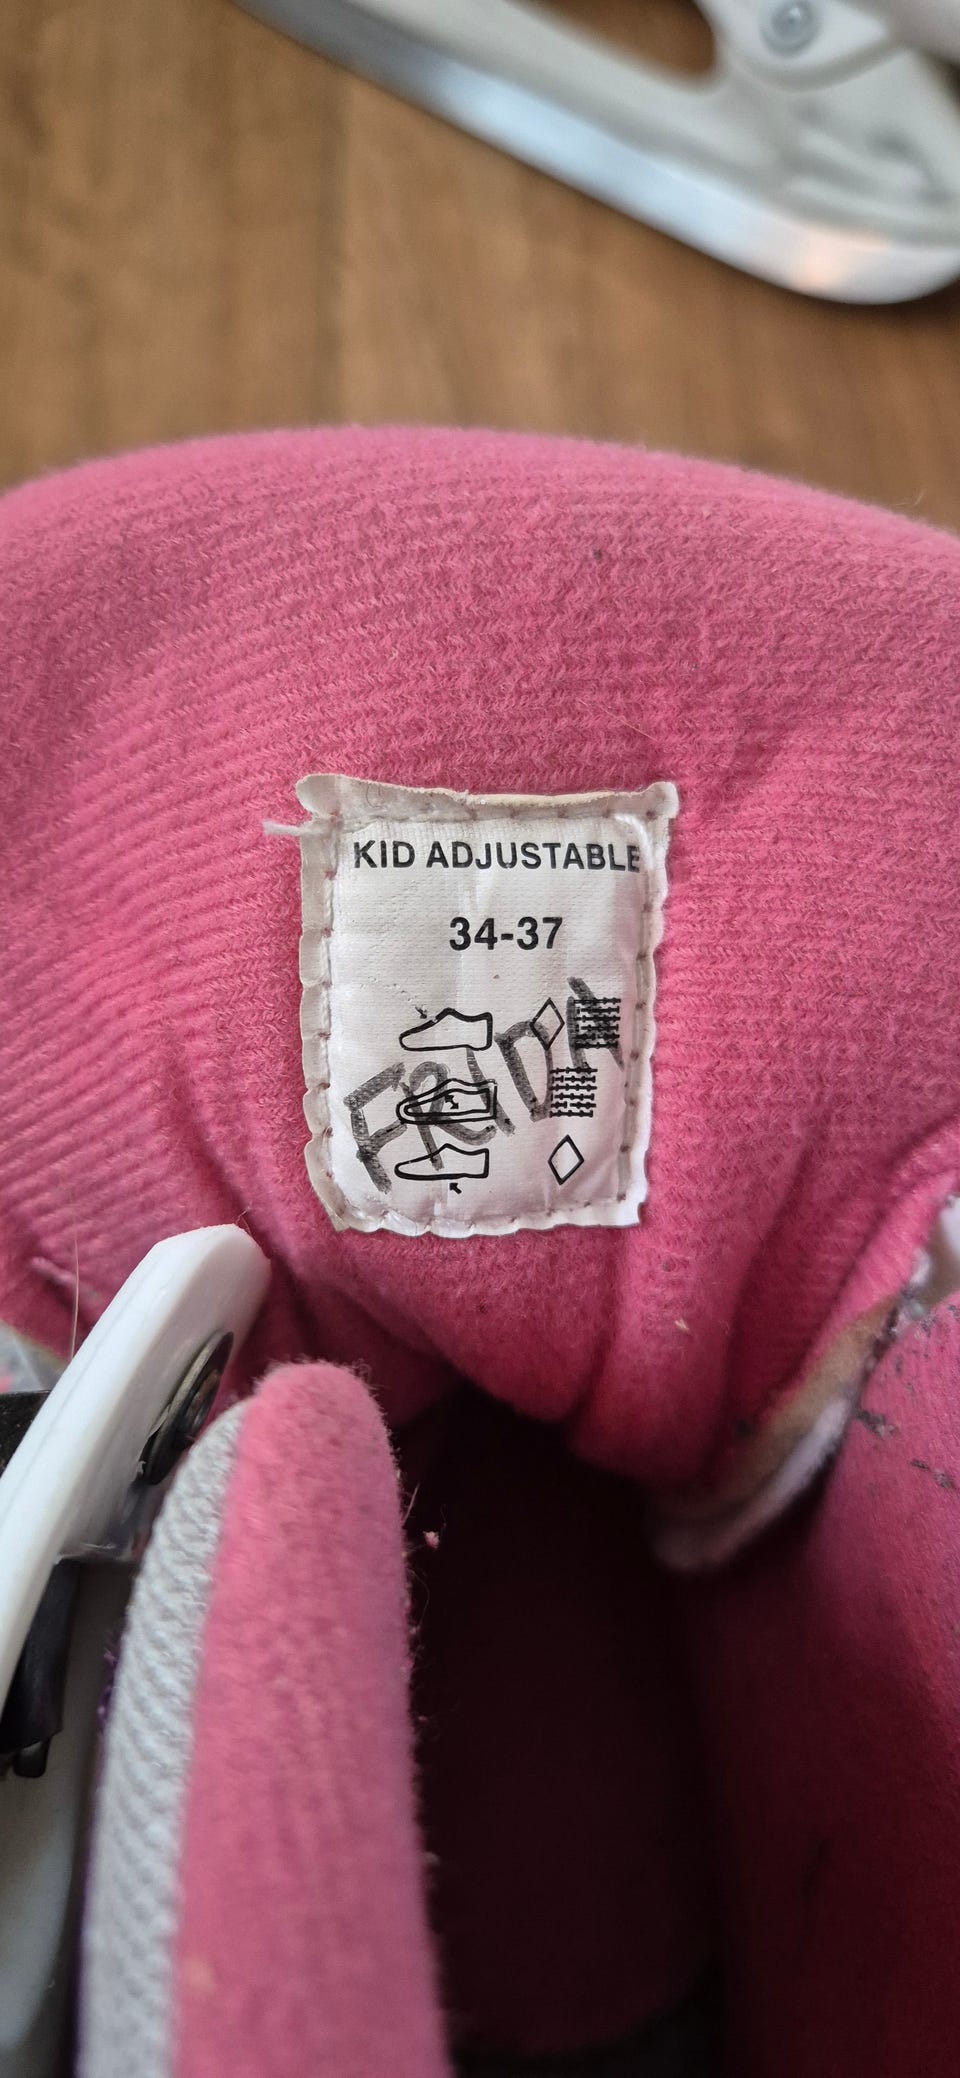 KID ADJUSTABLE
34-37
FRIDA